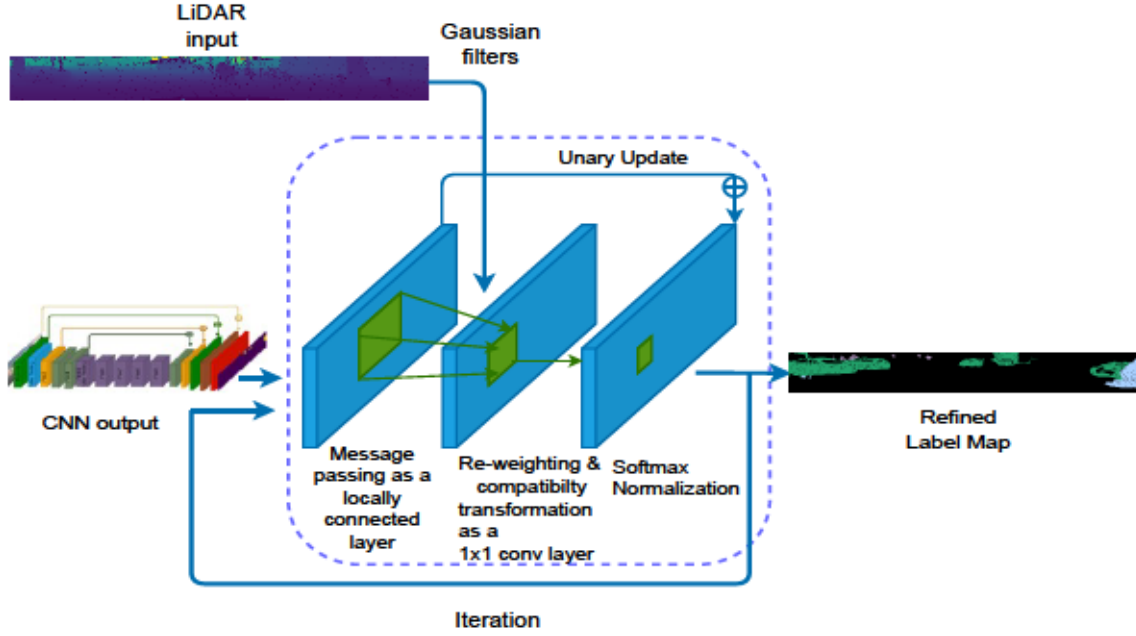 LiDAR
input
Gaussian
filters
Unary Update
CNN output
Message
passing as a
locally
connected
layer
Re-weighting &
compatibilty
transformation
as a
1x1 conv layer
Softmax
Normalization
Refined
Label Map
Iteration